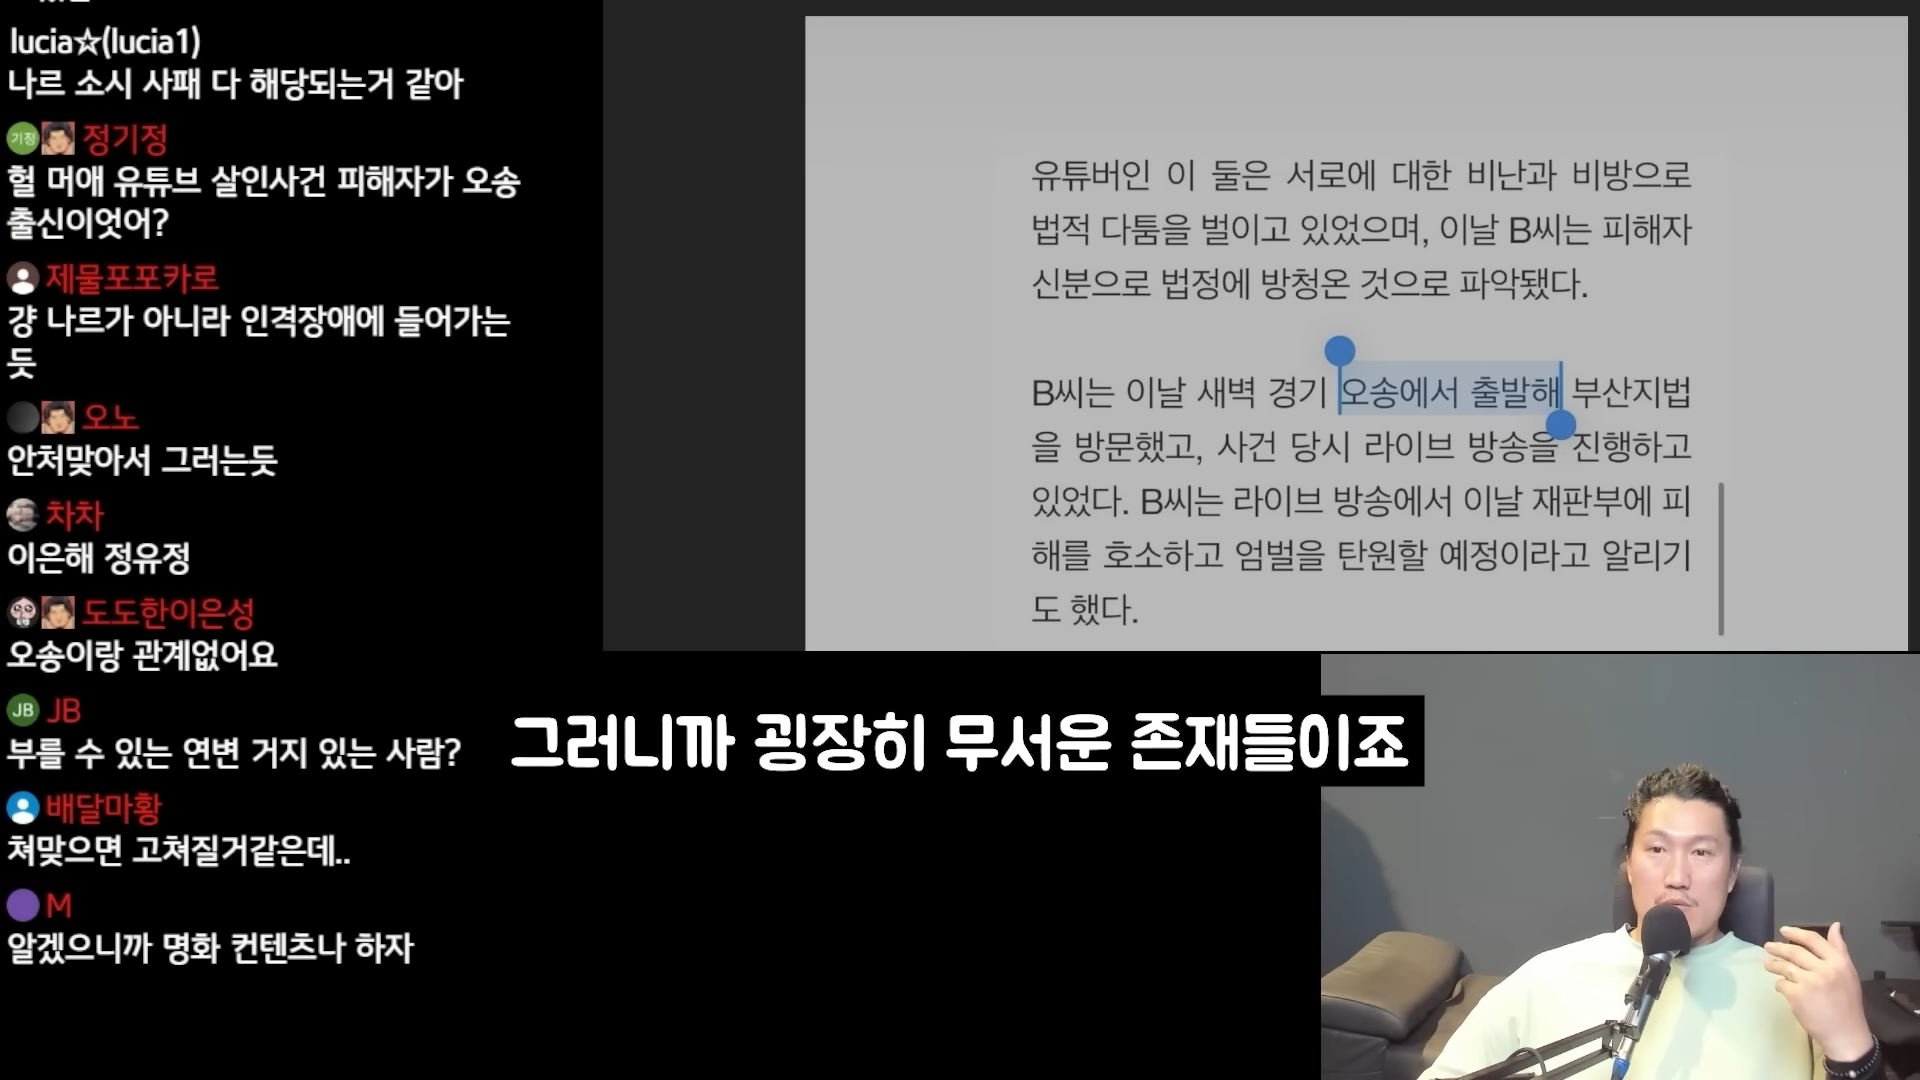 lucia☆(lucia1)
나르 소시 사패 다 해당되는거 같아
기정
정기정
헐 머애 유튜브 살인사건 피해자가 오송
출신이엇어?
제물포포카로
걍 나르가 아니라 인격장애에 들어가는
듯
오노
안처맞아서 그러는듯
차차
이은해 정유정
도도한이은성
오송이랑 관계없어요
JB
JB
부를 수 있는 연변 거지 있는 사람?
배달마황
쳐맞으면 고쳐질거같은데..
M
알겠으니까 명화 컨텐츠나 하자
유튜버인 이 둘은 서로에 대한 비난과 비방으로
법적 다툼을 벌이고 있었으며, 이날 B씨는 피해자
신분으로 법정에 방청온 것으로 파악됐다.
B씨는 이날 새벽 경기 오송에서 출발해 부산지법
을 방문했고, 사건 당시 라이브 방송을 진행하고
있었다. B씨는 라이브 방송에서 이날 재판부에 피
해를 호소하고 엄벌을 탄원할 예정이라고 알리기
도 했다.
그러니까 굉장히 무서운 존재들이죠